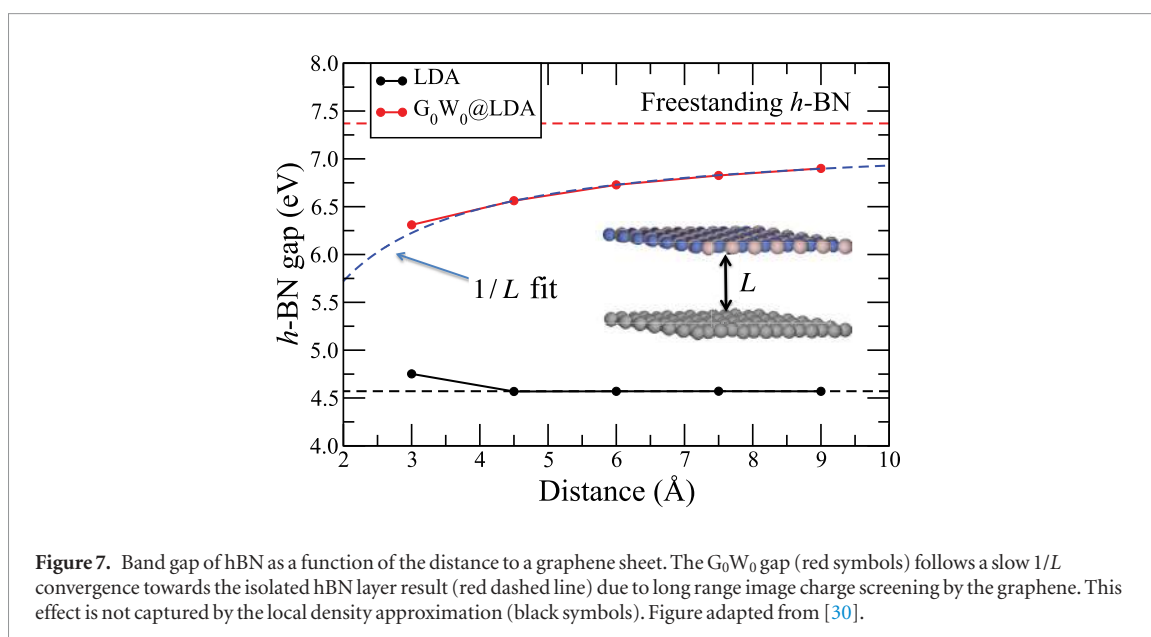 8.0
7.5
7.0
6.5
6.0
5.5
5.0
4.5
4.0
h-BN gap (eV)
LDA
G₀W₀@LDA
Freestanding h-BN
1/L fit
L
2 3 4 5 6 7 8 9 10
Distance (Å)
Figure 7. Band gap of hBN as a function of the distance to a graphene sheet. The G₀W₀ gap (red symbols) follows a slow 1/L
convergence towards the isolated hBN layer result (red dashed line) due to long range image charge screening by the graphene. This
effect is not captured by the local density approximation (black symbols). Figure adapted from [30].